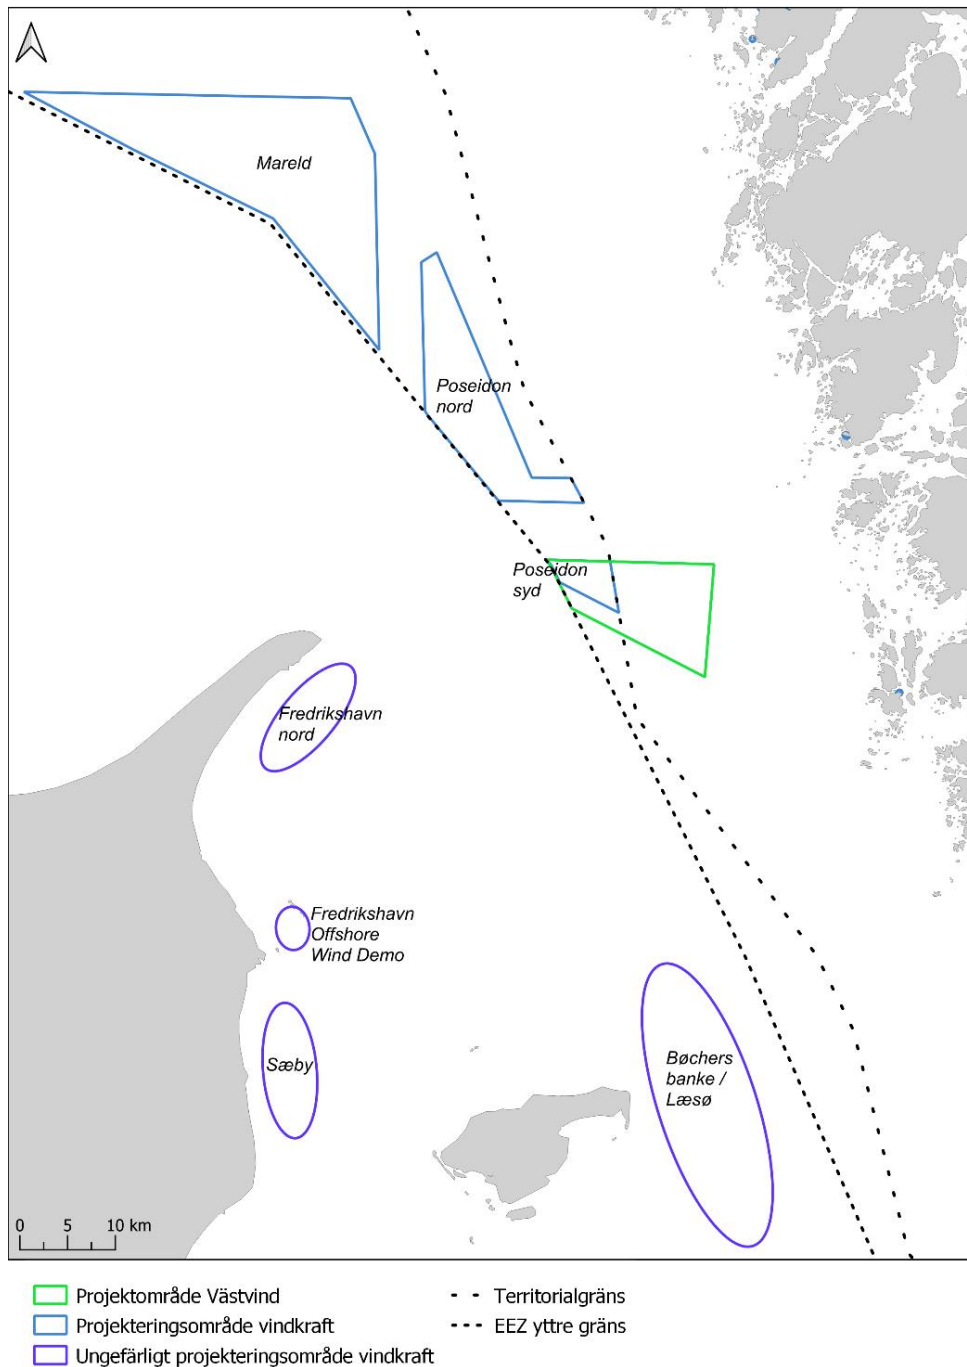 Mareld
Poseidon
nord
Poseidon
syd
Fredrikshavn
nord
Fredrikshavn
Offshore
Wind Demo
Sæby
Bøchers
banke /
Læsø
0 5 10 km
Projektområde Västvind
Projekteringsområde vindkraft
Ungefärligt projekteringsområde vindkraft
Territorialgräns
EEZ yttre gräns